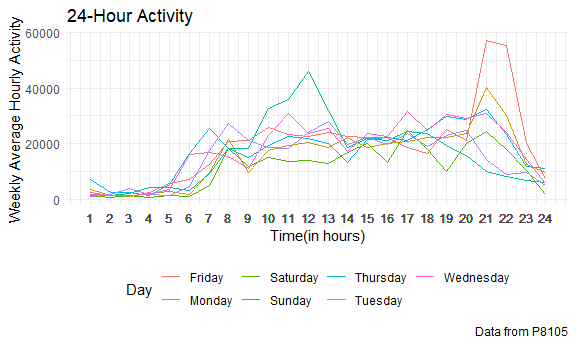 24-Hour Activity
Weekly Average Hourly Activity
60000
40000
20000
0
1 2 3 4 5 6 7 8 9 10 11 12 13 14 15 16 17 18 19 20 21 22 23 24
Time(in hours)
Day
Friday Saturday Thursday Wednesday
Monday Sunday Tuesday
Data from P8105